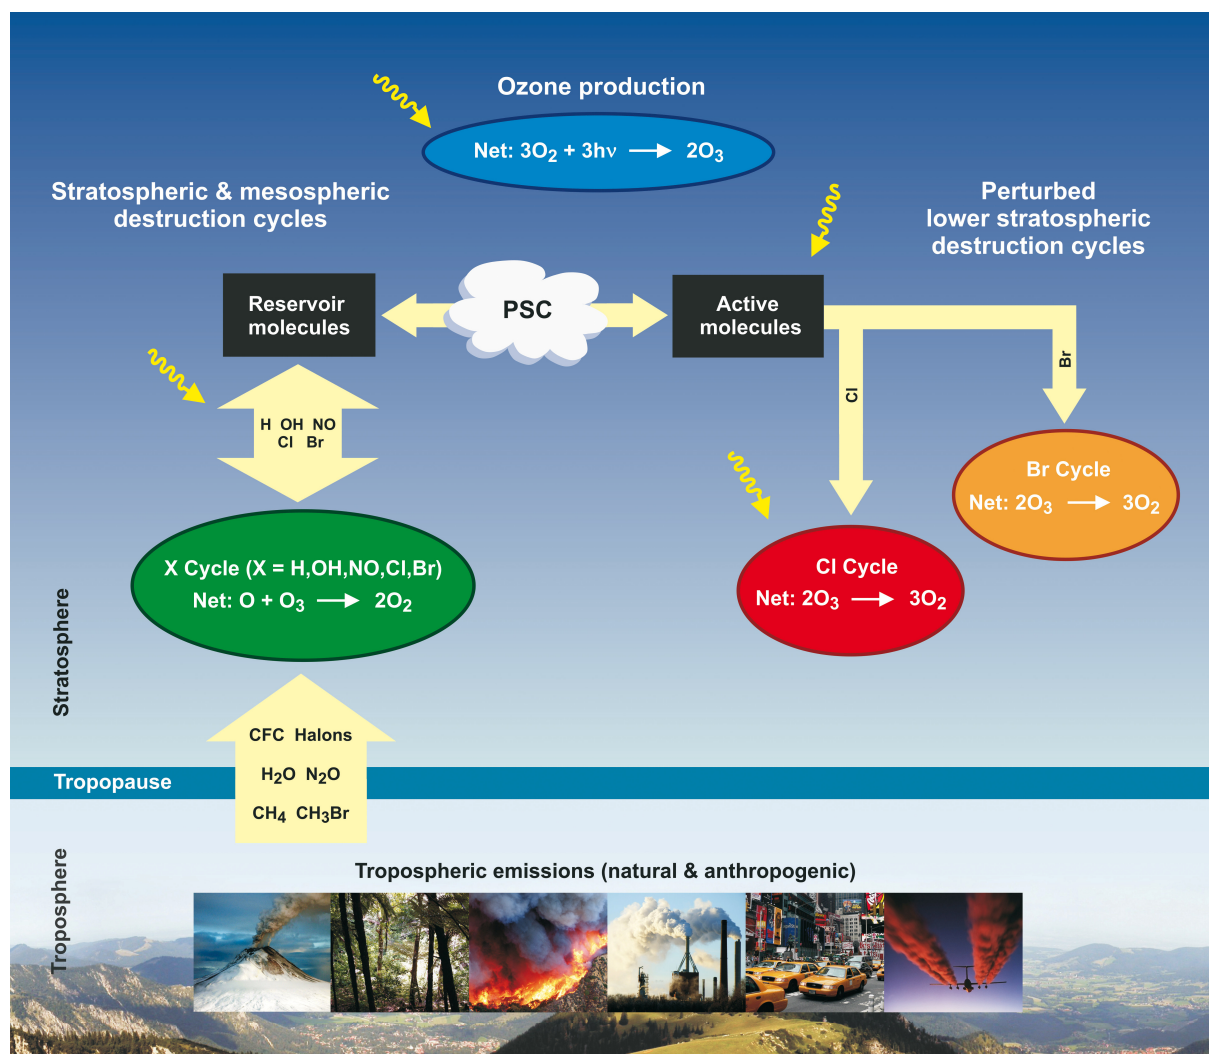 Ozone production
Net: 3O₂ + 3hν ⟶ 2O₃
Stratospheric & mesospheric
destruction cycles
Perturbed
lower stratospheric
destruction cycles
Reservoir
molecules
PSC
Active
molecules
H OH NO
Cl Br
Cl
Br
Br Cycle
Net: 2O₃ ⟶ 3O₂
X Cycle (X = H,OH,NO,Cl,Br)
Net: O + O₃ ⟶ 2O₂
Cl Cycle
Net: 2O₃ ⟶ 3O₂
Stratosphere
CFC Halons
H₂O N₂O
CH₄ CH₃Br
Tropopause
Troposphere
Tropospheric emissions (natural & anthropogenic)